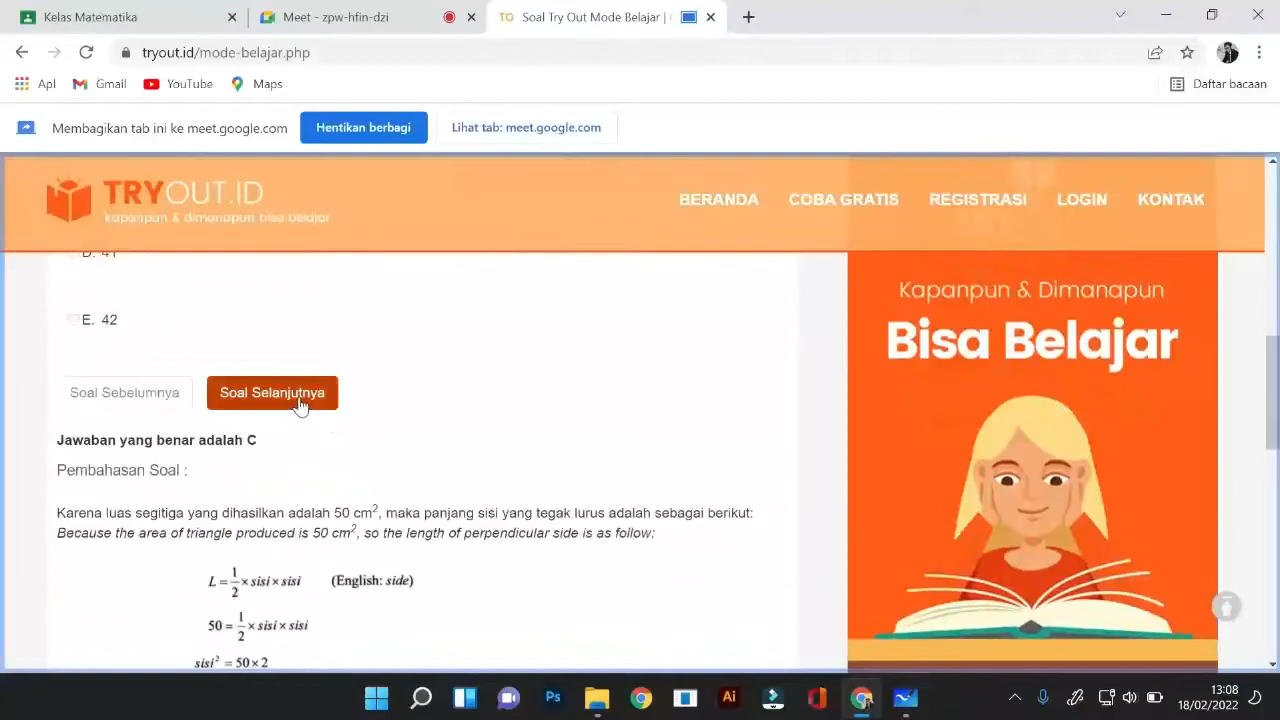 Kelas Matematika
Meet - zpw-hfin-dzi
Soal Try Out Mode Belajar |
tryout.id/mode-belajar.php
Apl
Gmail
YouTube
Maps
Daftar bacaan
Membagikan tab ini ke meet.google.com
Hentikan berbagi
Lihat tab: meet.google.com
TRYOUT.ID
kapanpun & dimanapun bisa belajar
BERANDA
COBA GRATIS
REGISTRASI
LOGIN
KONTAK
D. 41
E. 42
Soal Sebelumnya
Soal Selanjutnya
Jawaban yang benar adalah C
Pembahasan Soal :
Karena luas segitiga yang dihasilkan adalah 50 cm², maka panjang sisi yang tegak lurus adalah sebagai berikut:
Because the area of triangle produced is 50 cm², so the length of perpendicular side is as follow:
L = 1/2 × sisi × sisi (English: side)
50 = 1/2 × sisi × sisi
sisi² = 50 × 2
Kapanpun & Dimanapun
Bisa Belajar
Ps
Ai
13:08
18/02/2022